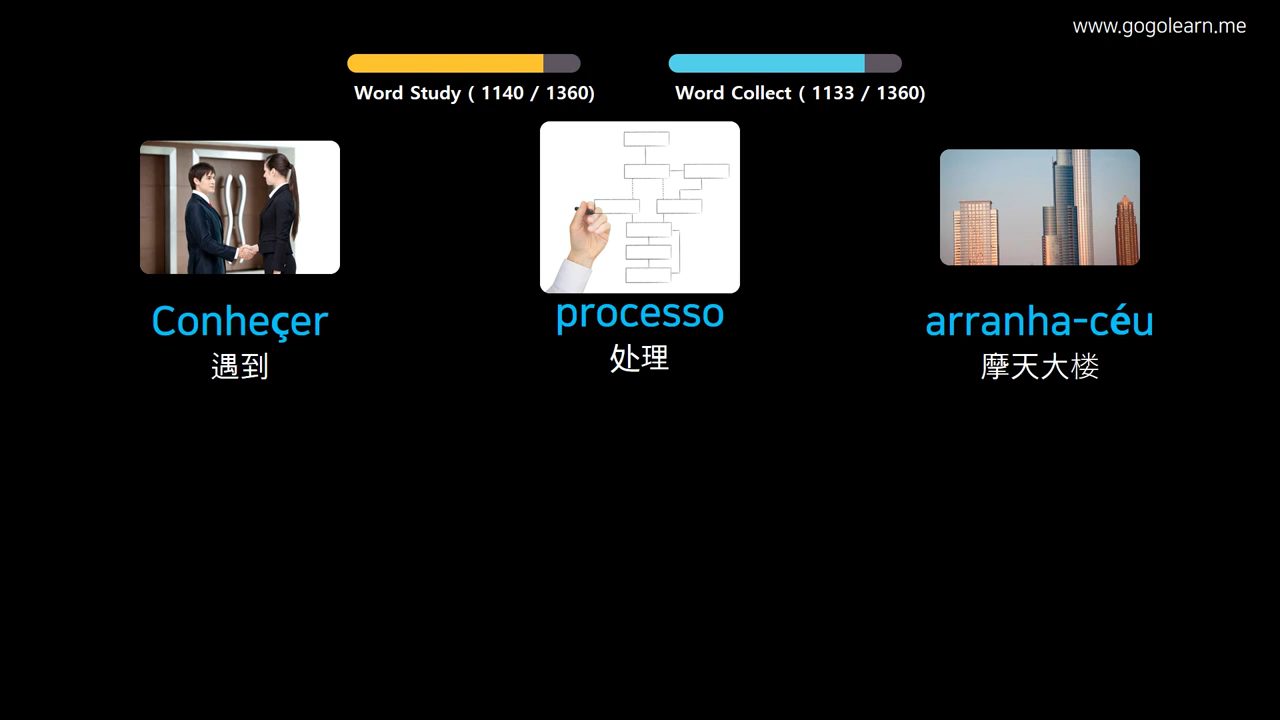 www.gogolearn.me
Word Study ( 1140 / 1360)
Word Collect ( 1133 / 1360)
Conheçer
遇到
processo
处理
arranha-céu
摩天大楼